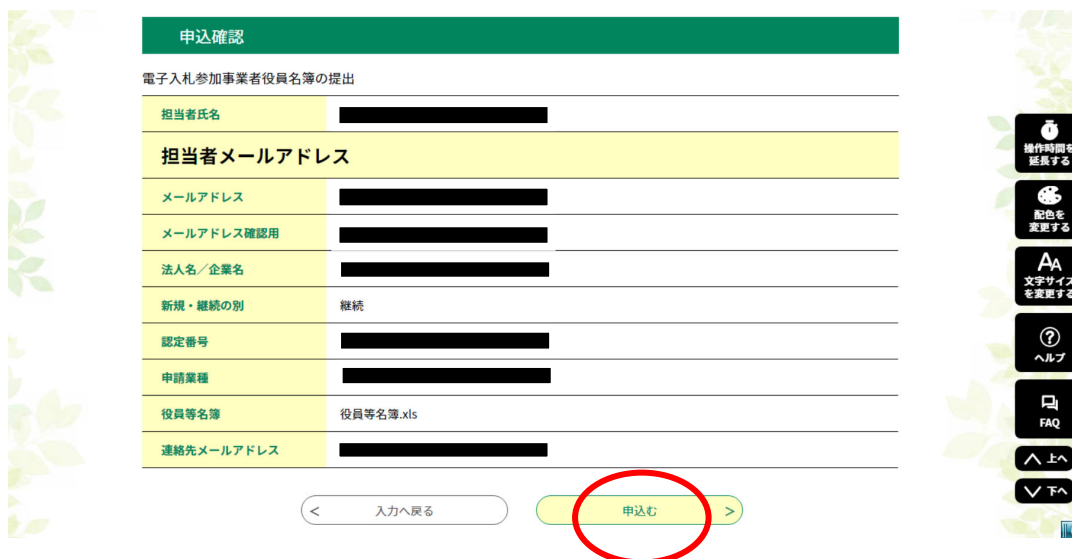 申込確認
電子入札参加事業者役員名簿の提出
担当者氏名
担当者メールアドレス
メールアドレス
メールアドレス確認用
法人名／企業名
新規・継続の別 継続
認定番号
申請業種
役員等名簿 役員等名簿.xls
連絡先メールアドレス
< 入力へ戻る
申込む >
操作時間を
延長する
配色を
変更する
AA
文字サイズ
を変更する
?
ヘルプ
FAQ
上へ
下へ